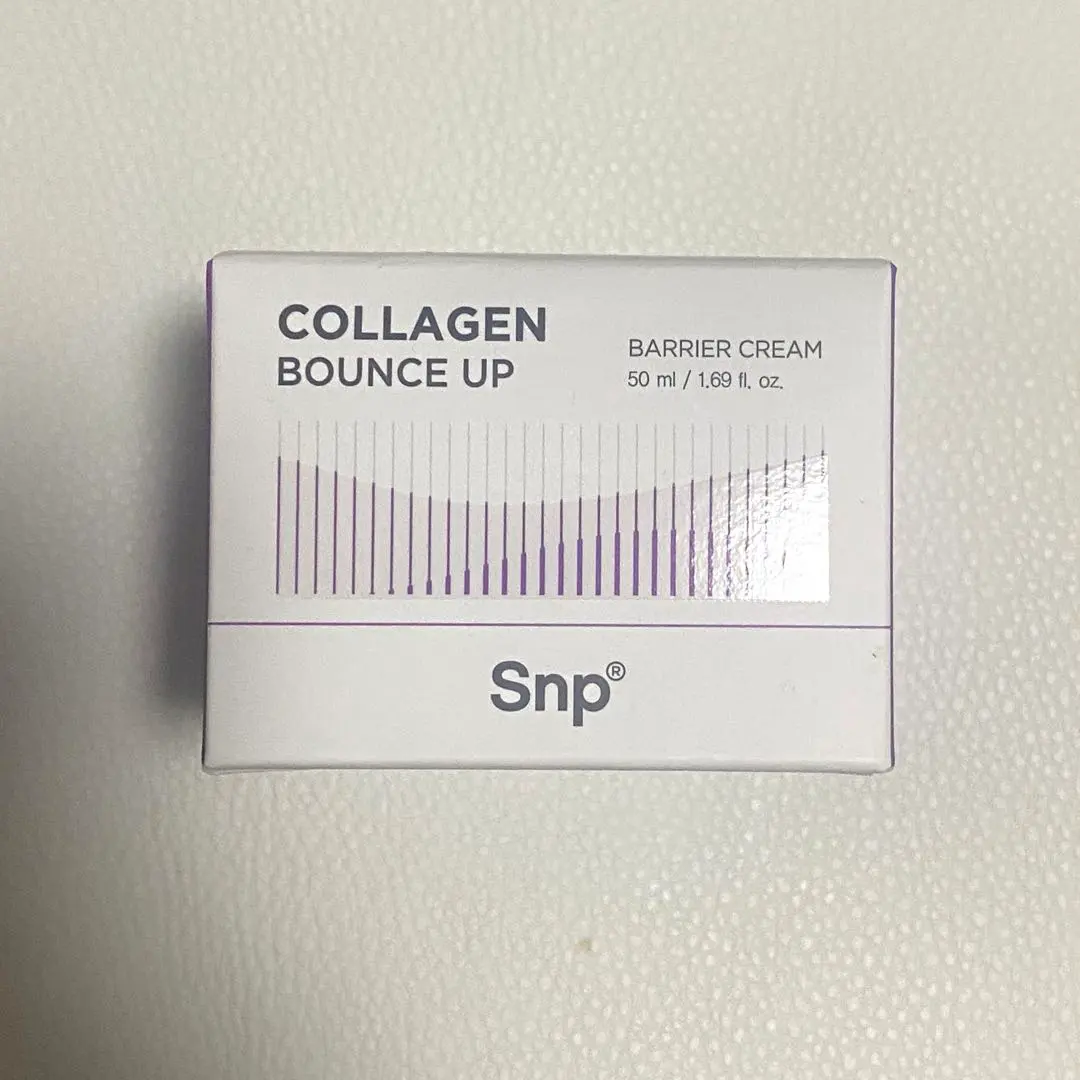 COLLAGEN
BOUNCE UP
BARRIER CREAM
50 ml / 1.69 fl. oz.
Snp®